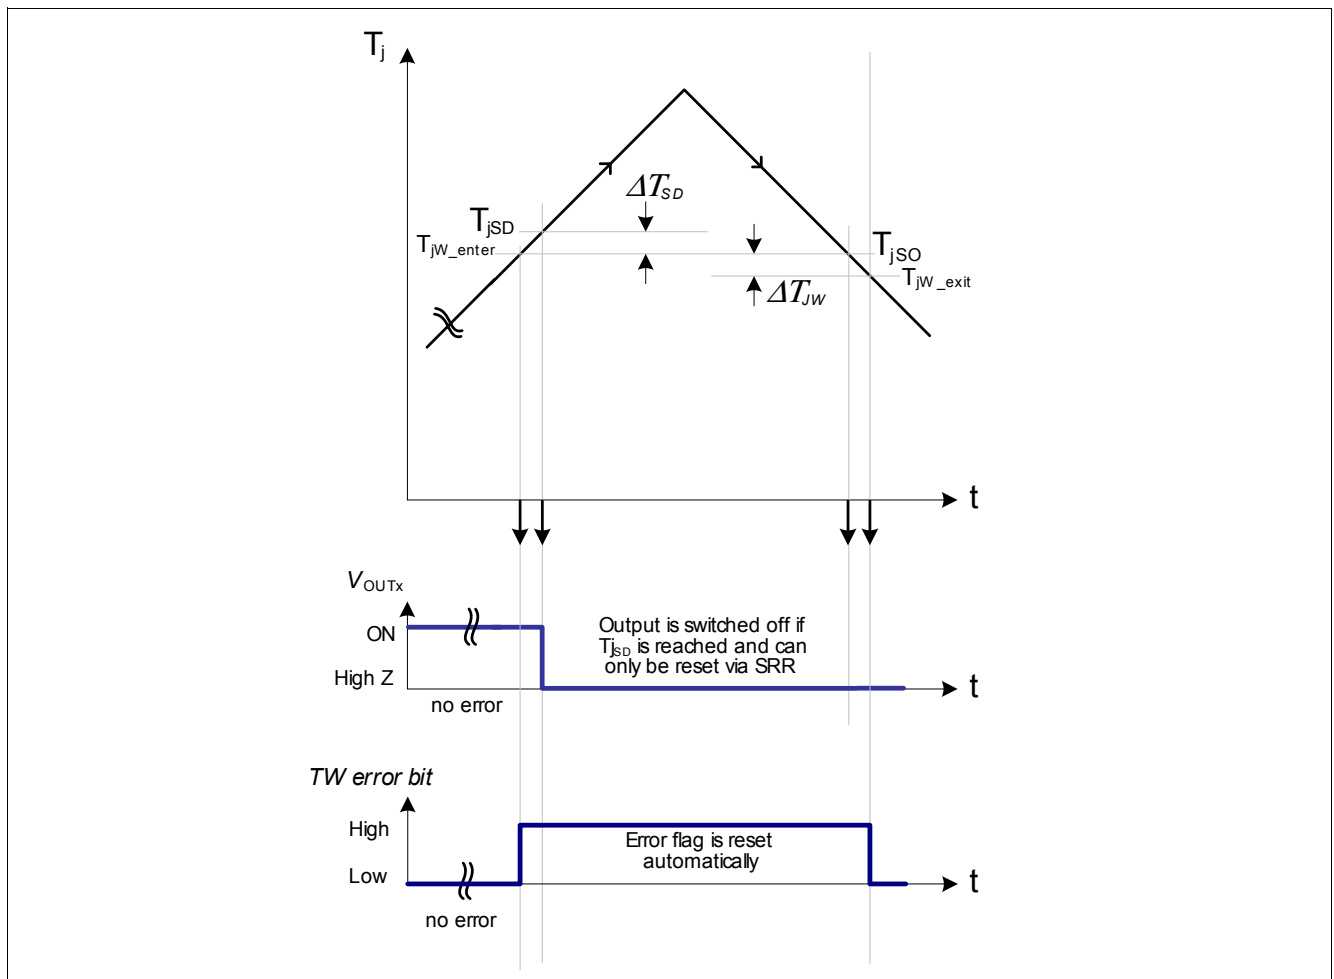 Tj
ΔTSD
TjSD
TjW_enter
TjSO
TjW_exit
ΔTJW
t
VOUTx
ON
High Z
Output is switched off if
TjSD is reached and can
only be reset via SRR
t
no error
TW error bit
High
Low
Error flag is reset
automatically
t
no error